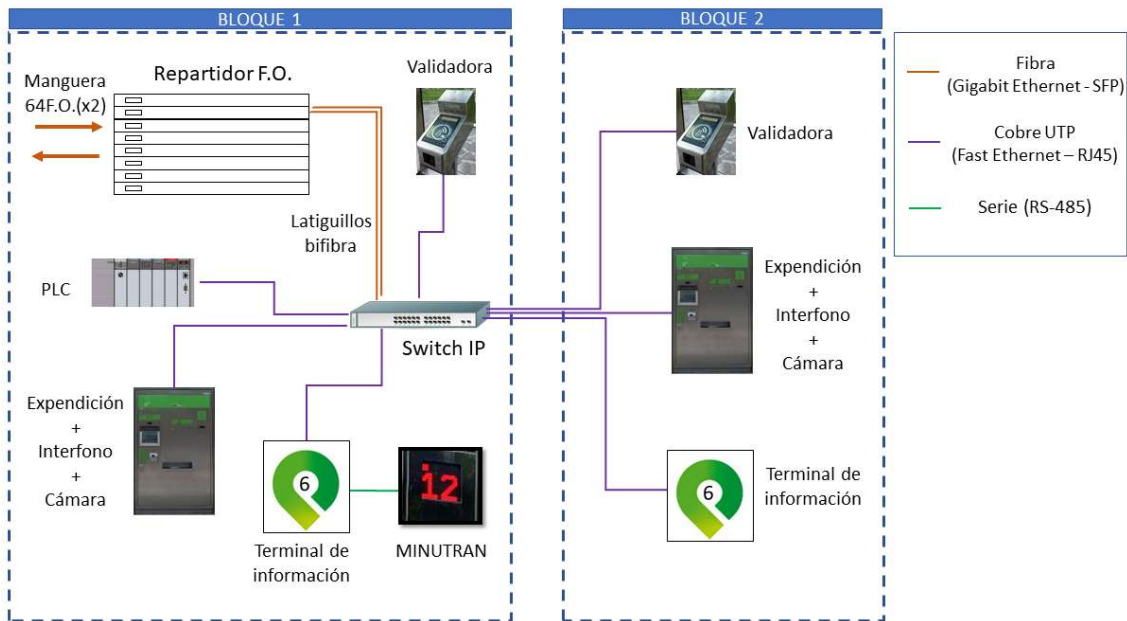 BLOQUE 1
Repartidor F.O.
Manguera
64F.O.(x2)
Validadora
Latiguillos
bifibra
PLC
Switch IP
Expendición
+
Interfono
+
Cámara
6
Terminal de
información
12
MINUTRAN
BLOQUE 2
Validadora
Expendición
+
Interfono
+
Cámara
6
Terminal de
información
Fibra
(Gigabit Ethernet - SFP)
Cobre UTP
(Fast Ethernet – RJ45)
Serie (RS-485)